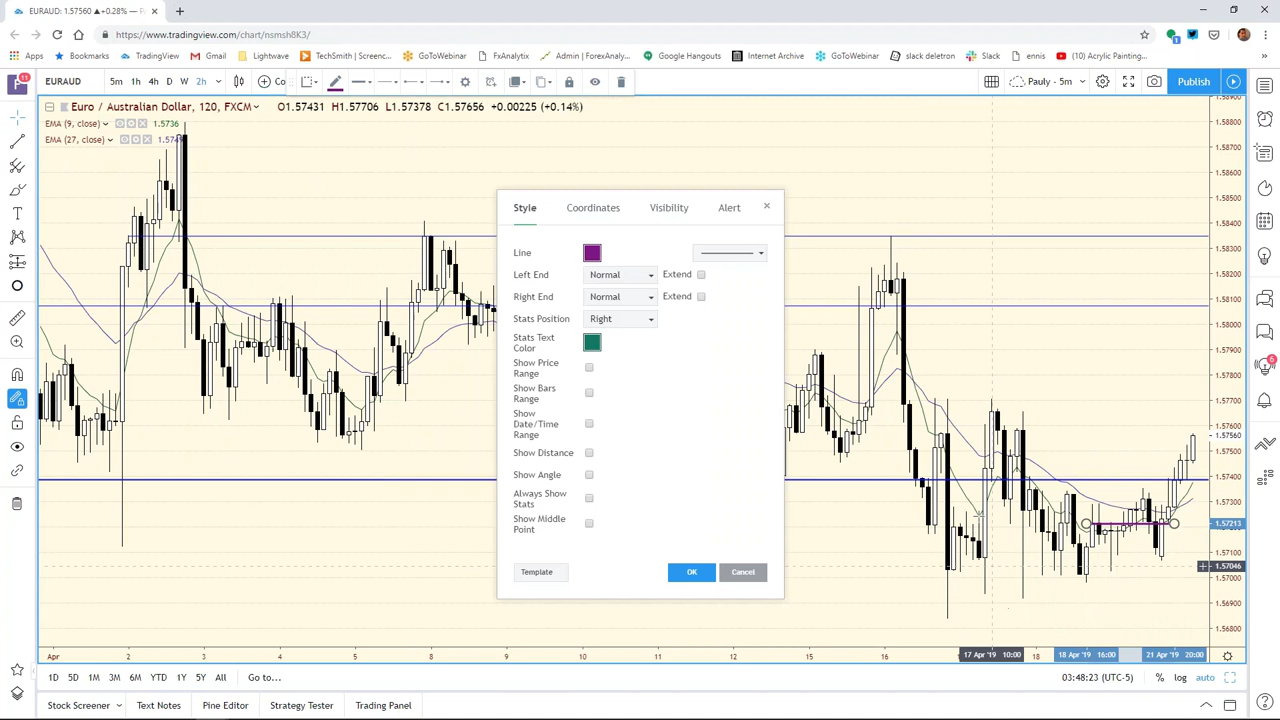 EURAUD: 1.57560 ▲+0.28% —
https://www.tradingview.com/chart/nsmsh8K3/
Apps
Bookmarks
TradingView
Gmail
Lightwave
TechSmith | Screenc...
GoToWebinar
FxAnalytix
Admin | ForexAnaly...
Google Hangouts
Internet Archive
GoToWebinar
slack deletron
Slack
ennis
(10) Acrylic Painting...
11
EURAUD
5m
1h
4h
D
W
2h
Co
Pauly - 5m
Publish
Euro / Australian Dollar, 120, FXCM
O1.57431 H1.57706 L1.57378 C1.57656 +0.00225 (+0.14%)
EMA (9, close)
1.5736
EMA (27, close)
Style
Coordinates
Visibility
Alert
Line
Left End
Normal
Extend
Right End
Normal
Extend
Stats Position
Right
Stats Text
Color
Show Price
Range
Show Bars
Range
Show
Date/Time
Range
Show Distance
Show Angle
Always Show
Stats
Show Middle
Point
Template
OK
Cancel
1.58800
1.58700
1.58600
1.58500
1.58400
1.58300
1.58200
1.58100
1.58000
1.57900
1.57800
1.57700
1.57600
1.57560
1.57500
1.57400
1.57300
1.57213
1.57100
1.57046
1.57000
1.56900
1.56800
6
Apr
2
3
4
5
8
9
10
11
12
15
16
17 Apr '19 10:00
18
18 Apr '19 16:00
21 Apr '19 20:00
1D
5D
1M
3M
6M
YTD
1Y
5Y
All
Go to...
03:48:23 (UTC-5)
%
log
auto
Stock Screener
Text Notes
Pine Editor
Strategy Tester
Trading Panel